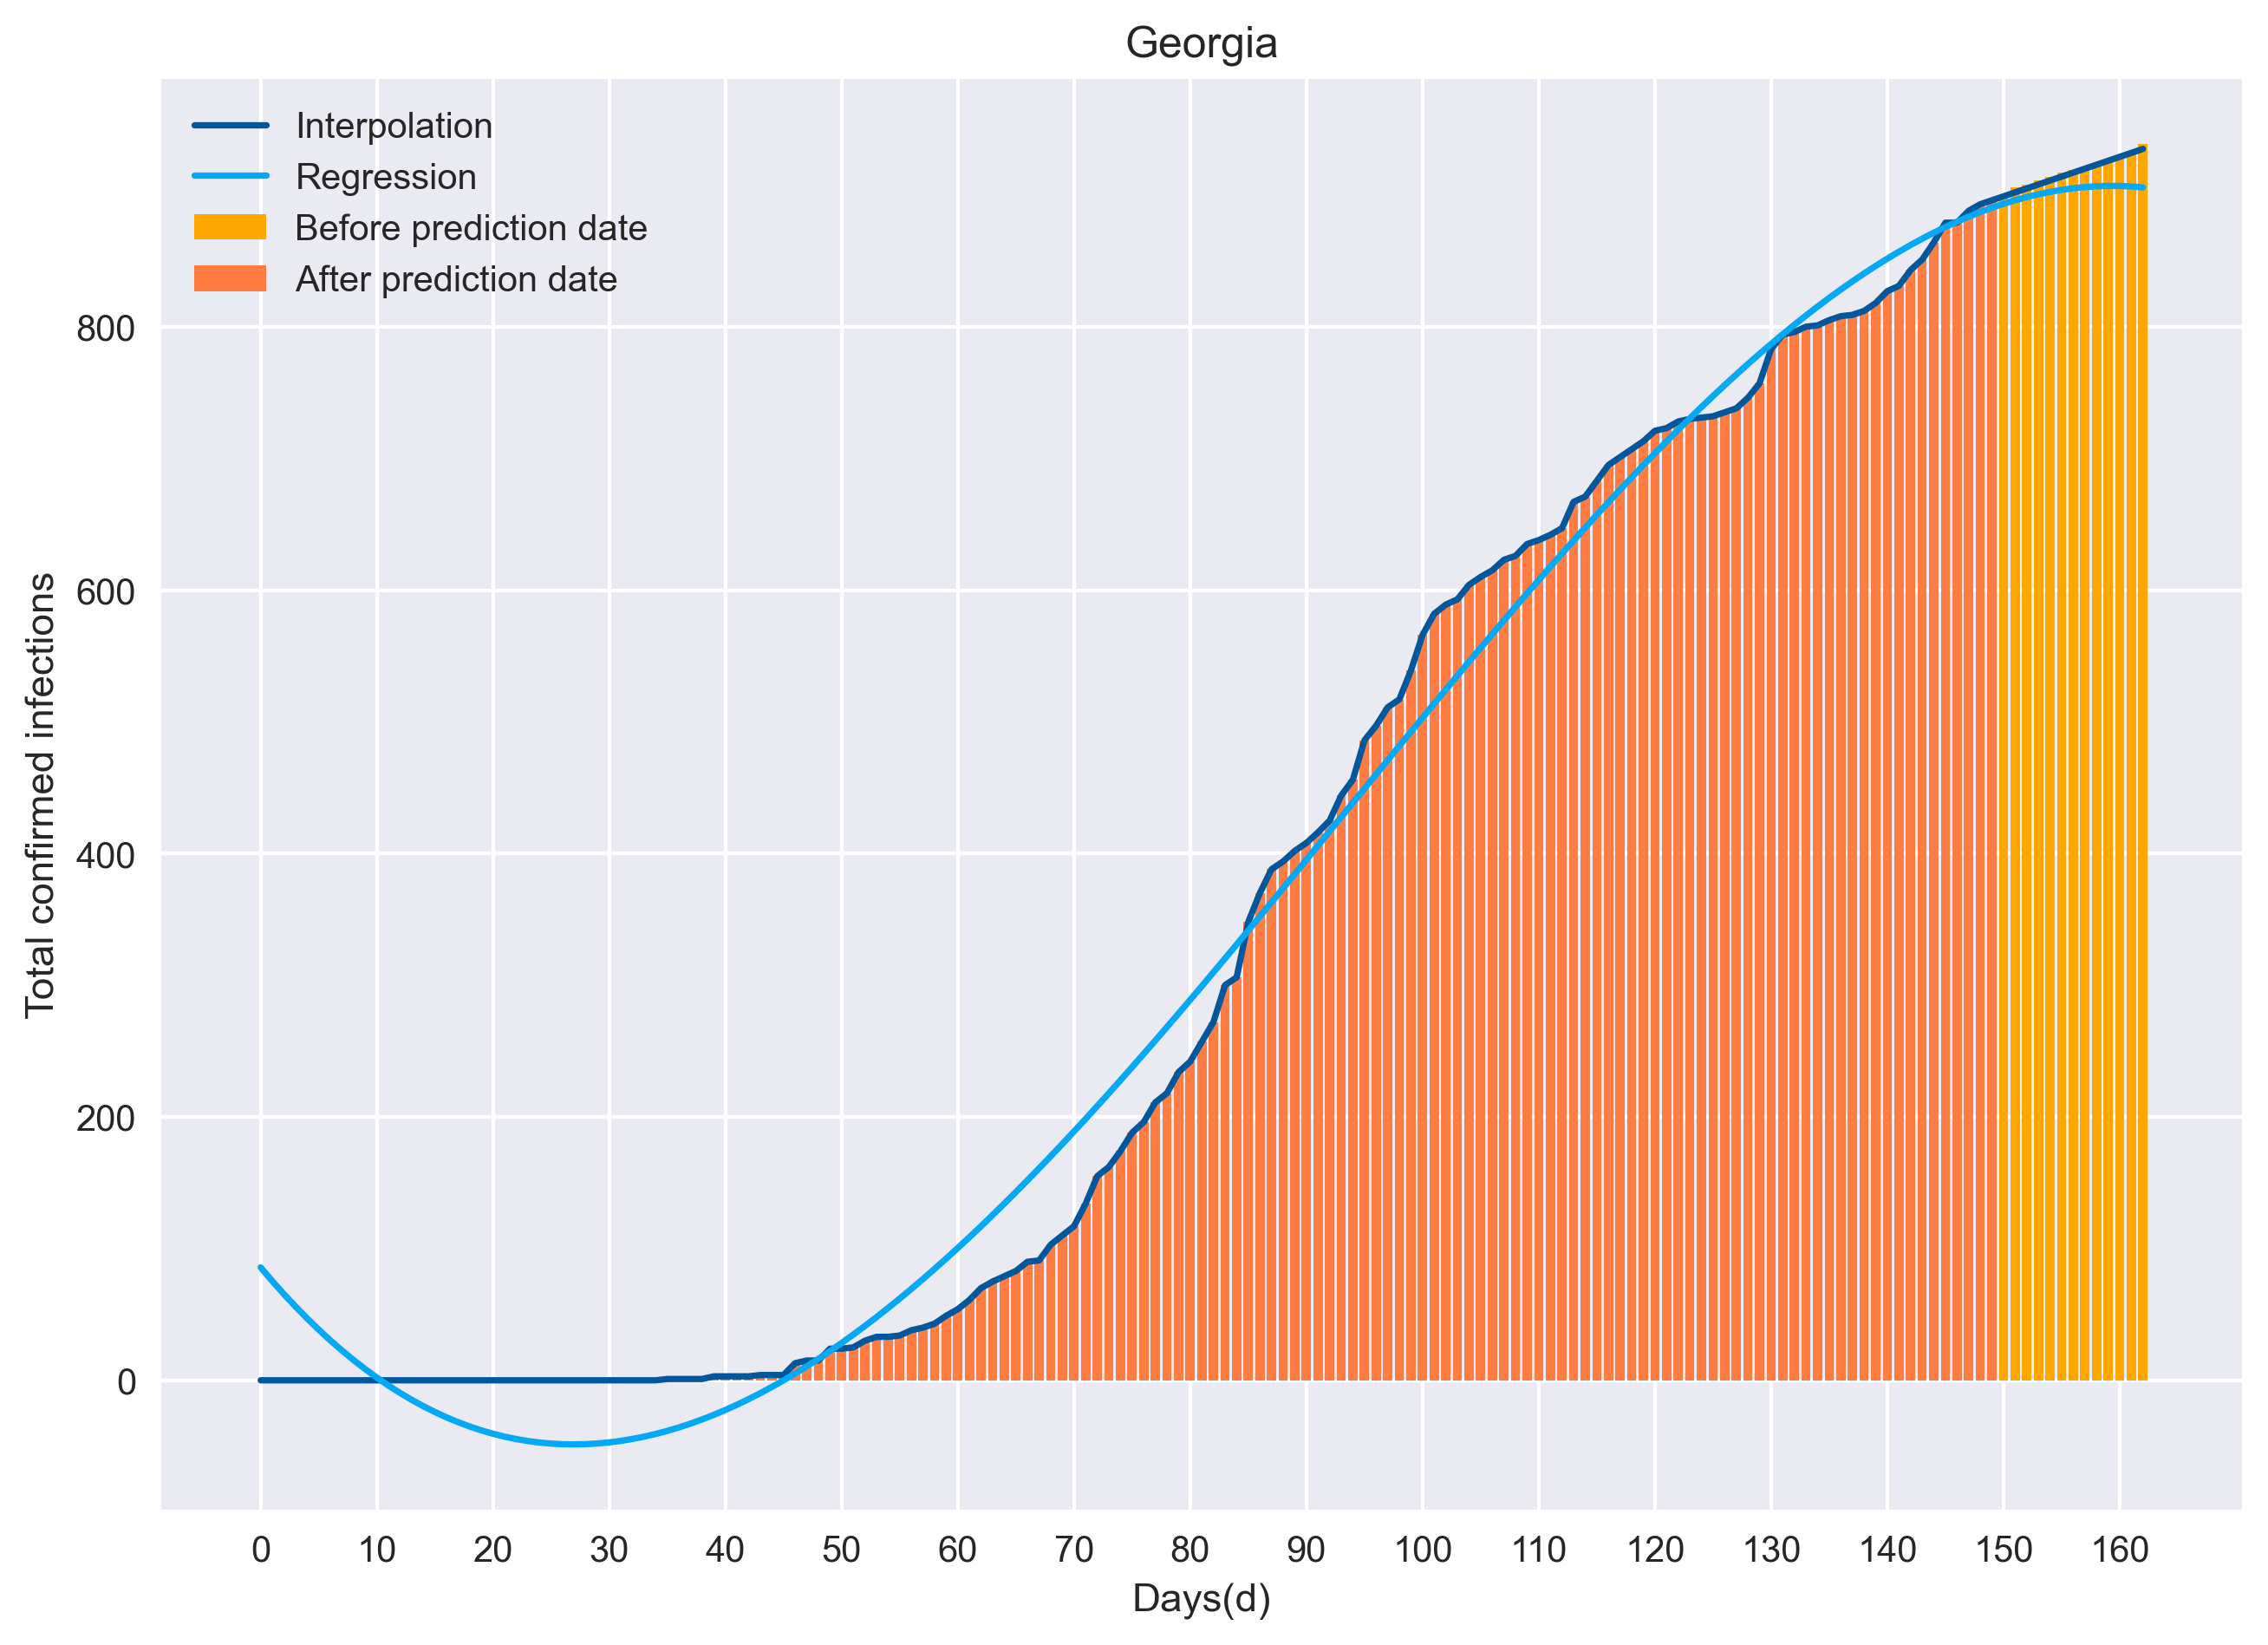 Georgia
Interpolation
Regression
Before prediction date
After prediction date
800
600
400
200
0
Total confirmed infections
0 10 20 30 40 50 60 70 80 90 100 110 120 130 140 150 160
Days(d)